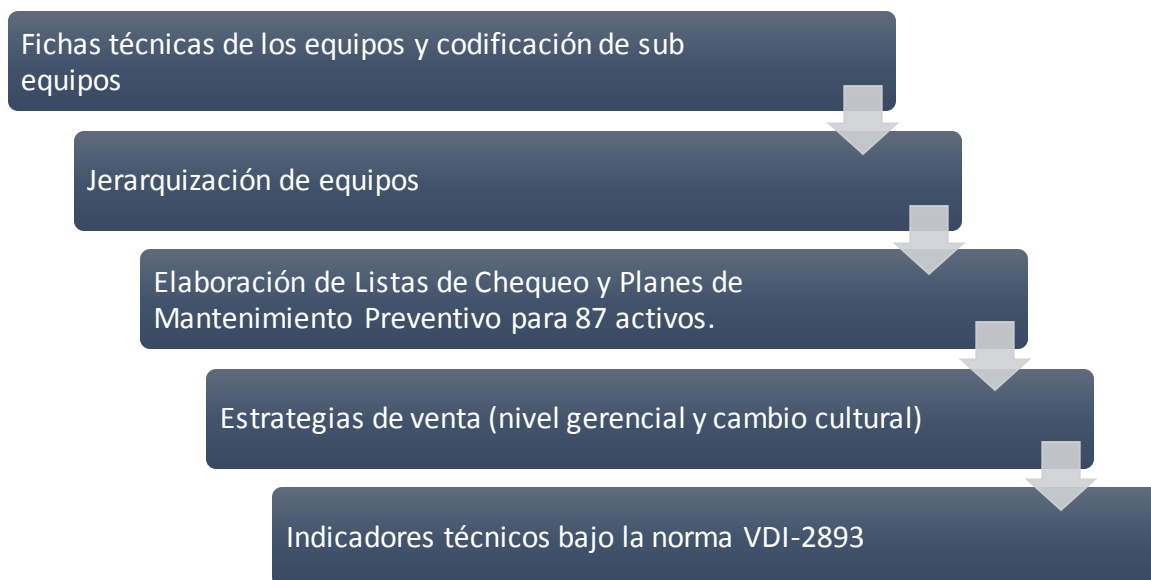 Fichas técnicas de los equipos y codificación de sub
equipos
Jerarquización de equipos
Elaboración de Listas de Chequeo y Planes de
Mantenimiento Preventivo para 87 activos.
Estrategias de venta (nivel gerencial y cambio cultural)
Indicadores técnicos bajo la norma VDI-2893